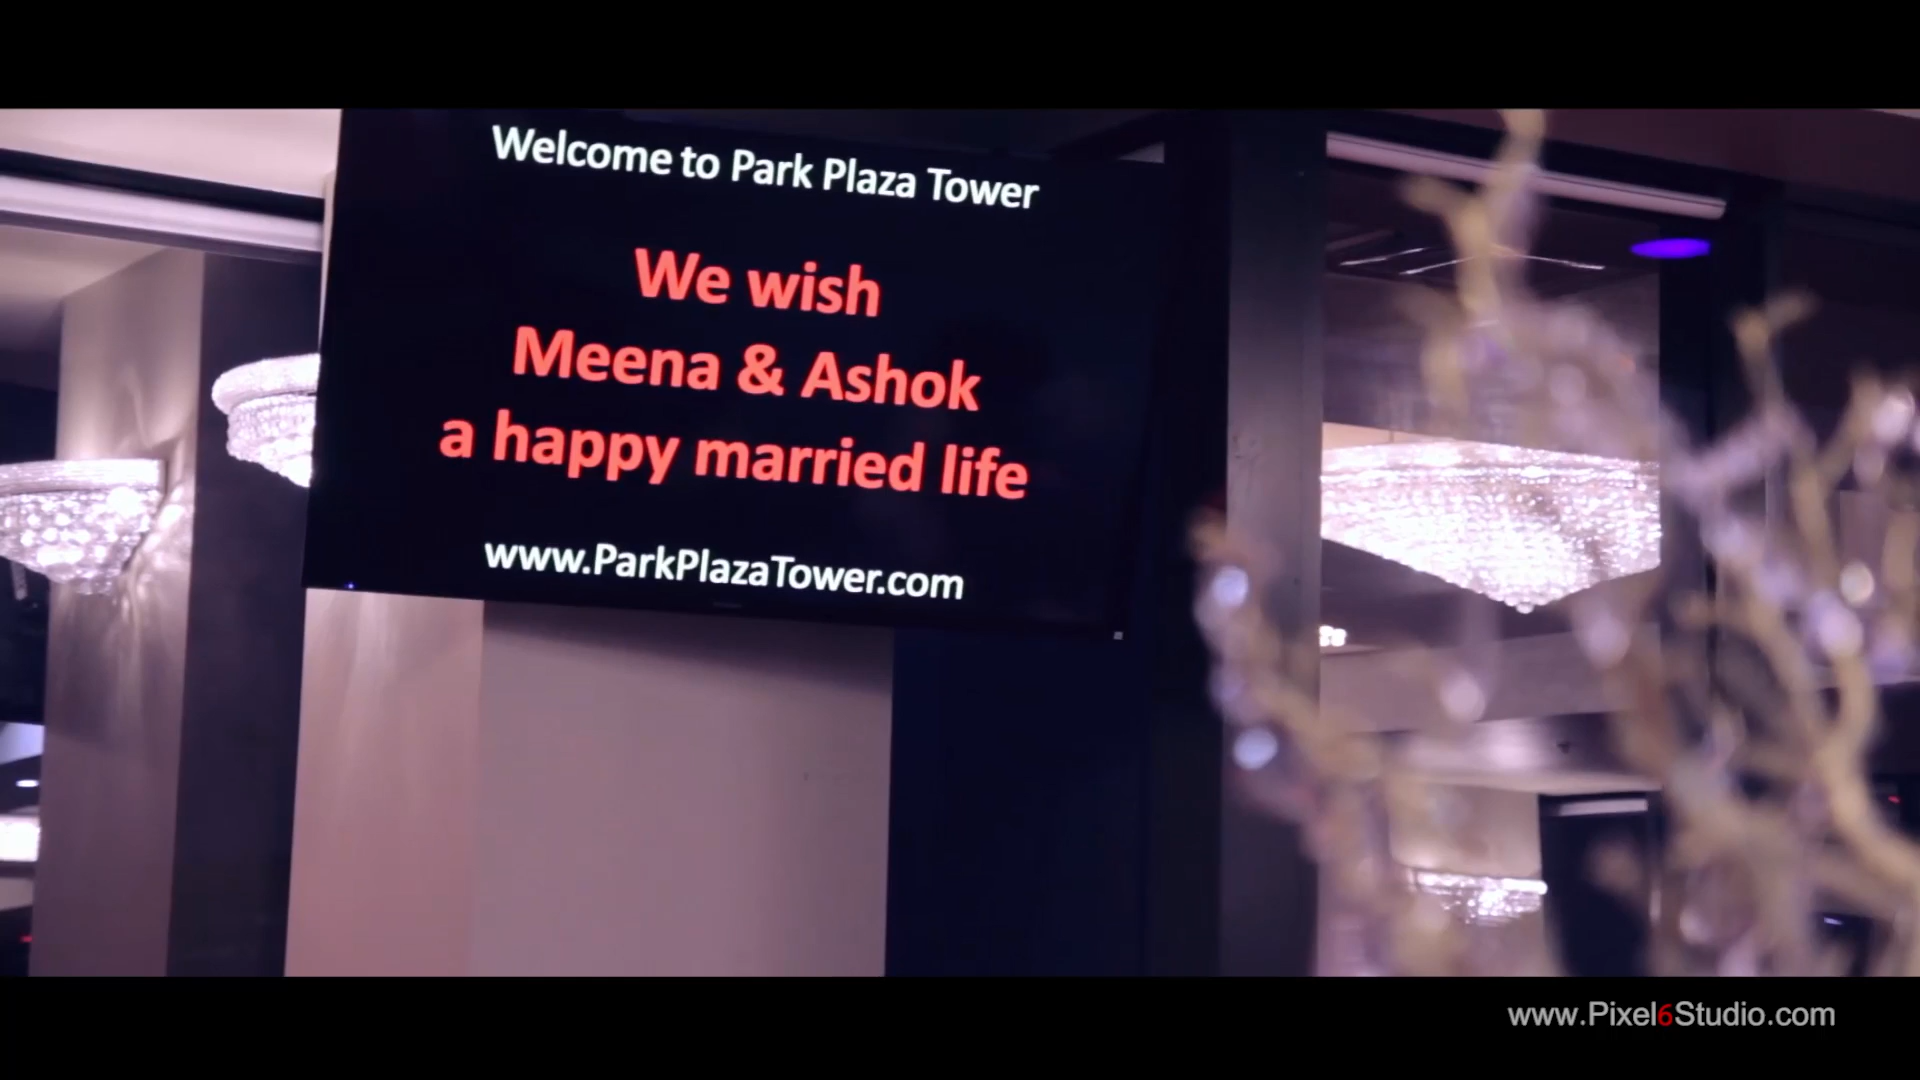 Welcome to Park Plaza Tower
We wish
Meena & Ashok
a happy married life
www.ParkPlazaTower.com
www.Pixel6Studio.com